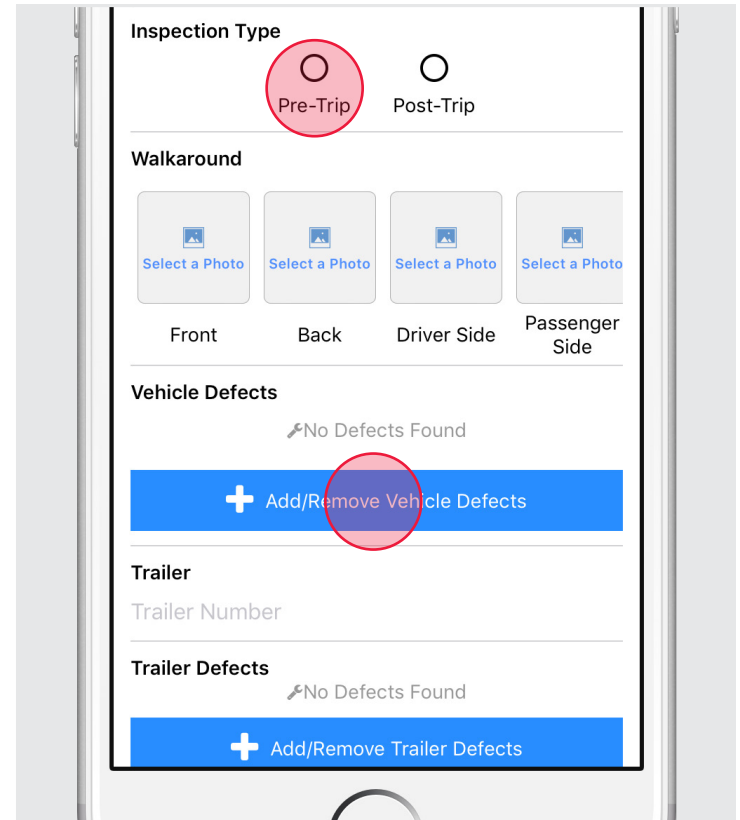 Inspection Type
Pre-Trip Post-Trip
Walkaround
Select a Photo Select a Photo Select a Photo Select a Photo
Front Back Driver Side Passenger Side
Vehicle Defects
No Defects Found
Add/Remove Vehicle Defects
Trailer
Trailer Number
Trailer Defects
No Defects Found
Add/Remove Trailer Defects